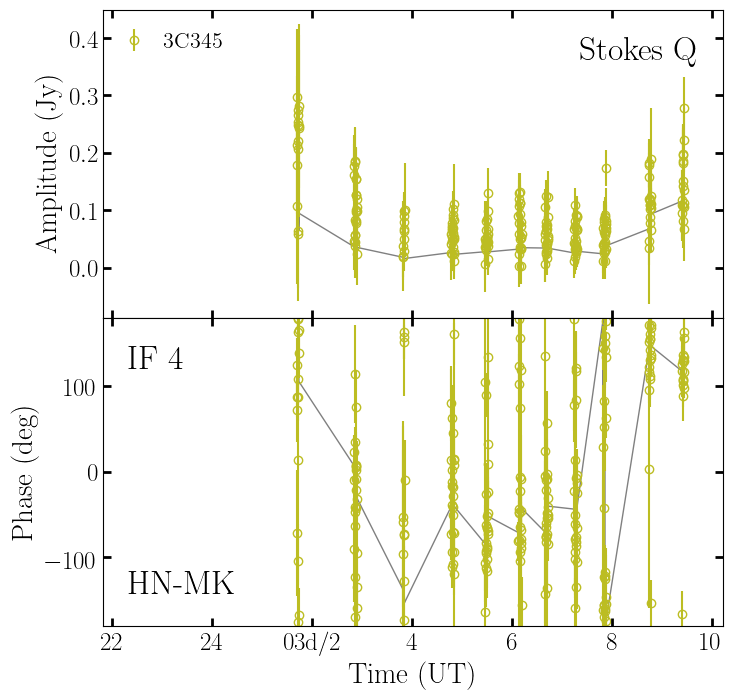 3C345
Stokes Q
0.4
0.3
0.2
0.1
0.0
Amplitude (Jy)
IF 4
HN-MK
100
0
−100
Phase (deg)
22
24
03d/2
4
6
8
10
Time (UT)